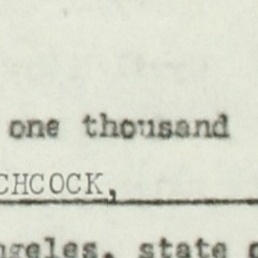 one thousand
CHCOCK,
ngeles, state o